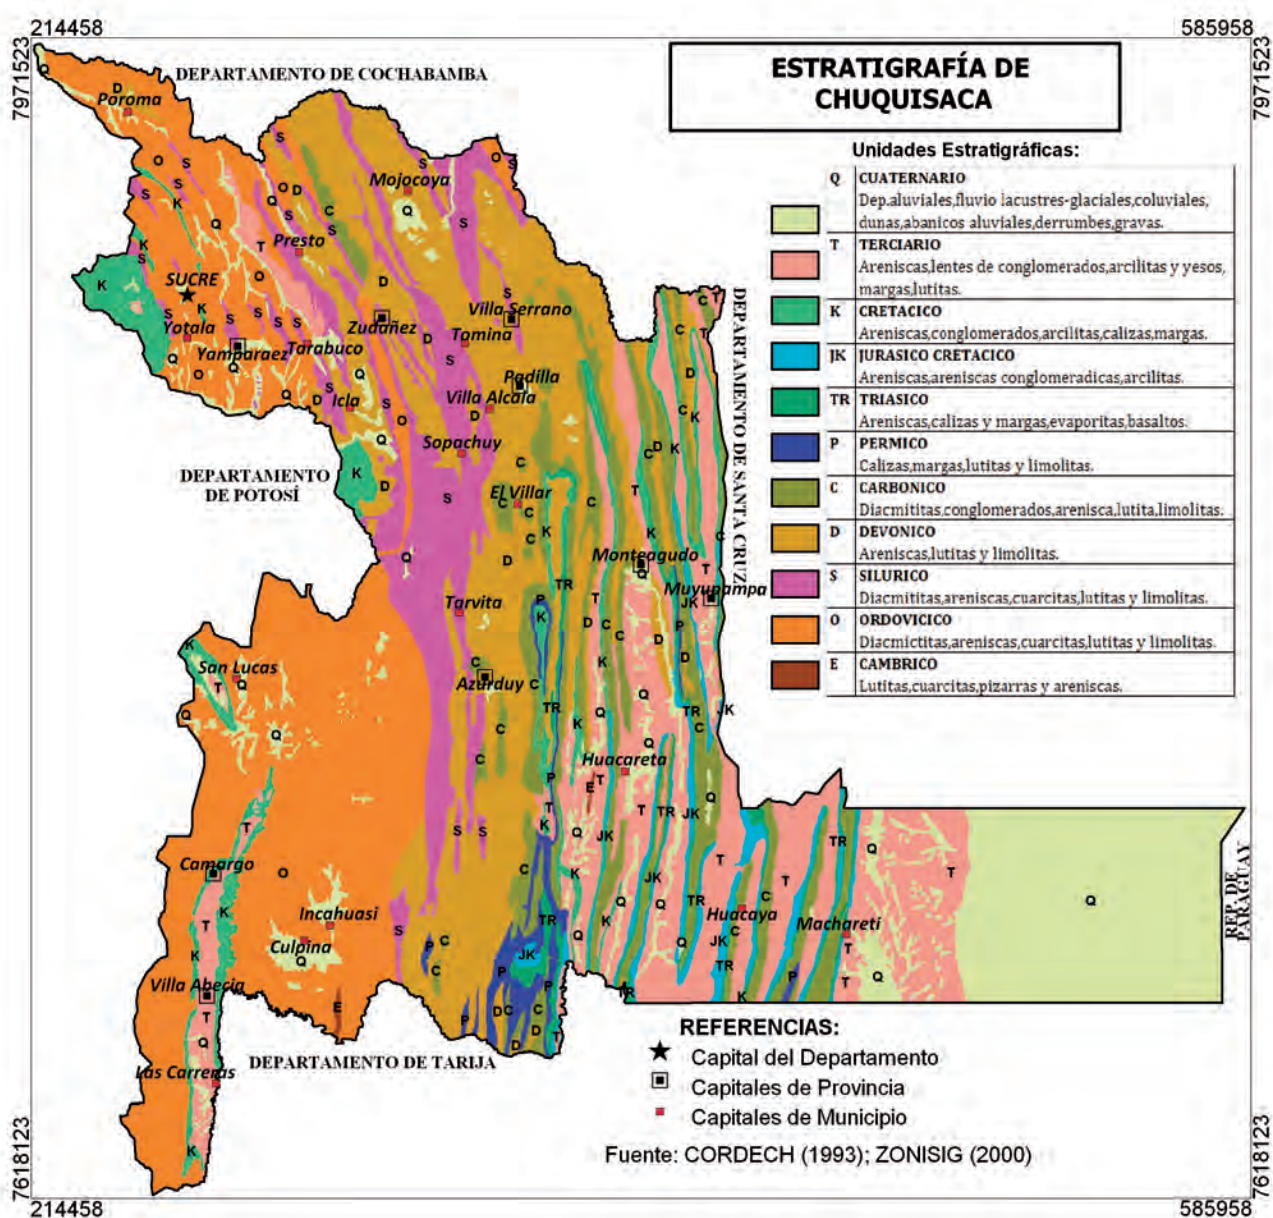 214458
585958
7971523
7971523
ESTRATIGRAFÍA DE
CHUQUISACA
Unidades Estratigráficas:
Q CUATERNARIO
Dep.aluviales,fluvio lacustres-glaciales,coluviales,
dunas,abanicos aluviales,derrumbes,gravas.
T TERCIARIO
Areniscas,lentes de conglomerados,arcilitas y yesos,
margas,lutitas.
K CRETACICO
Areniscas,conglomerados,arcilitas,calizas,margas.
JK JURASICO CRETACICO
Areniscas,areniscas conglomeradicas,arcilitas.
TR TRIASICO
Areniscas,calizas y margas,evaporitas,basaltos.
P PERMICO
Calizas,margas,lutitas y limolitas.
C CARBONICO
Diacmititas,conglomerados,arenisca,lutita,limolitas.
D DEVONICO
Areniscas,lutitas y limolitas.
S SILURICO
Diacmititas,areniscas,cuarcitas,lutitas y limolitas.
O ORDOVICICO
Diacmictitas,areniscas,cuarcitas,lutitas y limolitas.
E CAMBRICO
Lutitas,cuarcitas,pizarras y areniscas.
DEPARTAMENTO DE COCHABAMBA
Poroma
Mojocoya
Presto
SUCRE
Yotala
Yamparaez
Tarabuco
Zudañez
Villa Serrano
Tomina
Padilla
Icla
Villa Alcala
Sopachuy
DEPARTAMENTO
DE POTOSÍ
DEPARTAMENTO DE SANTA CRUZ
El Villar
Monteagudo
Muyupampa
Tarvita
San Lucas
Azurduy
Huacareta
Camargo
Incahuasi
Culpina
Huacaya
Machareti
Villa Abecia
REP. DE
PARAGUAY
DEPARTAMENTO DE TARIJA
Las Carreras
REFERENCIAS:
Capital del Departamento
Capitales de Provincia
Capitales de Municipio
Fuente: CORDECH (1993); ZONISIG (2000)
7618123
7618123
214458
585958